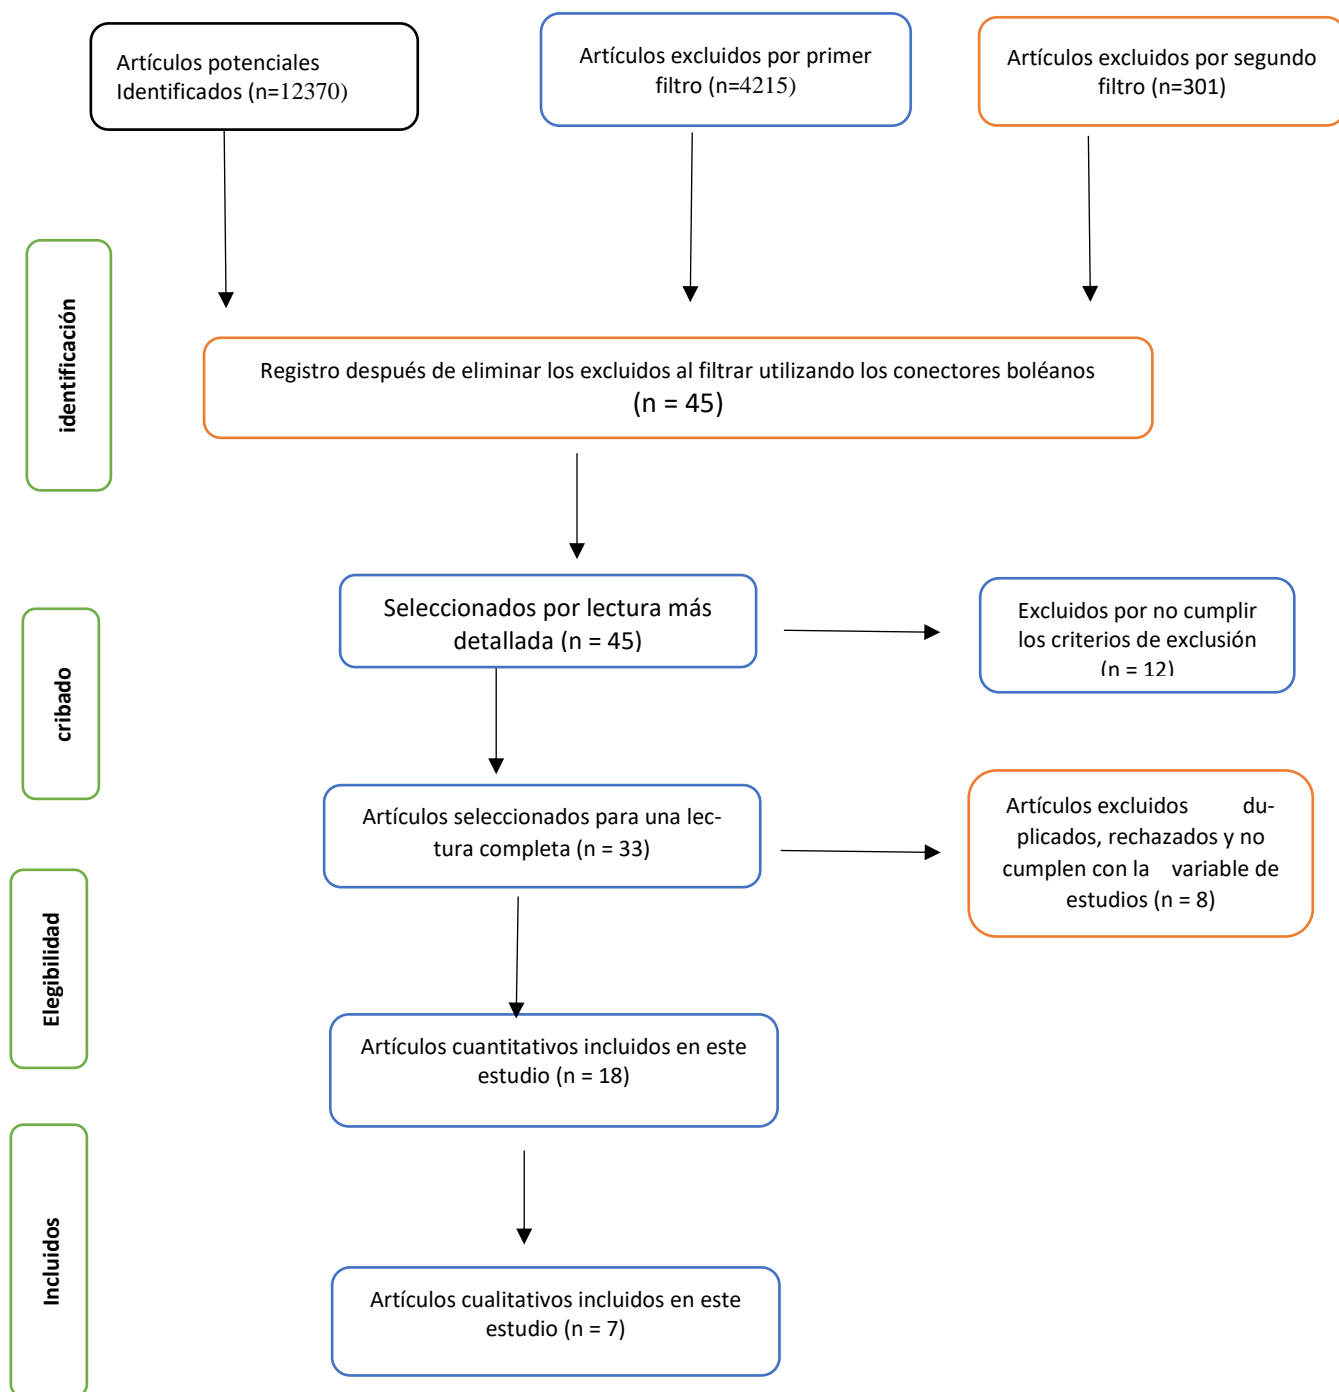 Artículos potenciales
Identificados (n=12370)
Artículos excluidos por primer
filtro (n=4215)
Artículos excluidos por segundo
filtro (n=301)
identificación
Registro después de eliminar los excluidos al filtrar utilizando los conectores boléanos
(n = 45)
cribado
Seleccionados por lectura más
detallada (n = 45)
Excluidos por no cumplir
los criterios de exclusión
(n = 12)
Artículos seleccionados para una lec-
tura completa (n = 33)
Artículos excluidos du-
plicados, rechazados y no
cumplen con la variable de
estudios (n = 8)
Elegibilidad
Artículos cuantitativos incluidos en este
estudio (n = 18)
Incluidos
Artículos cualitativos incluidos en este
estudio (n = 7)